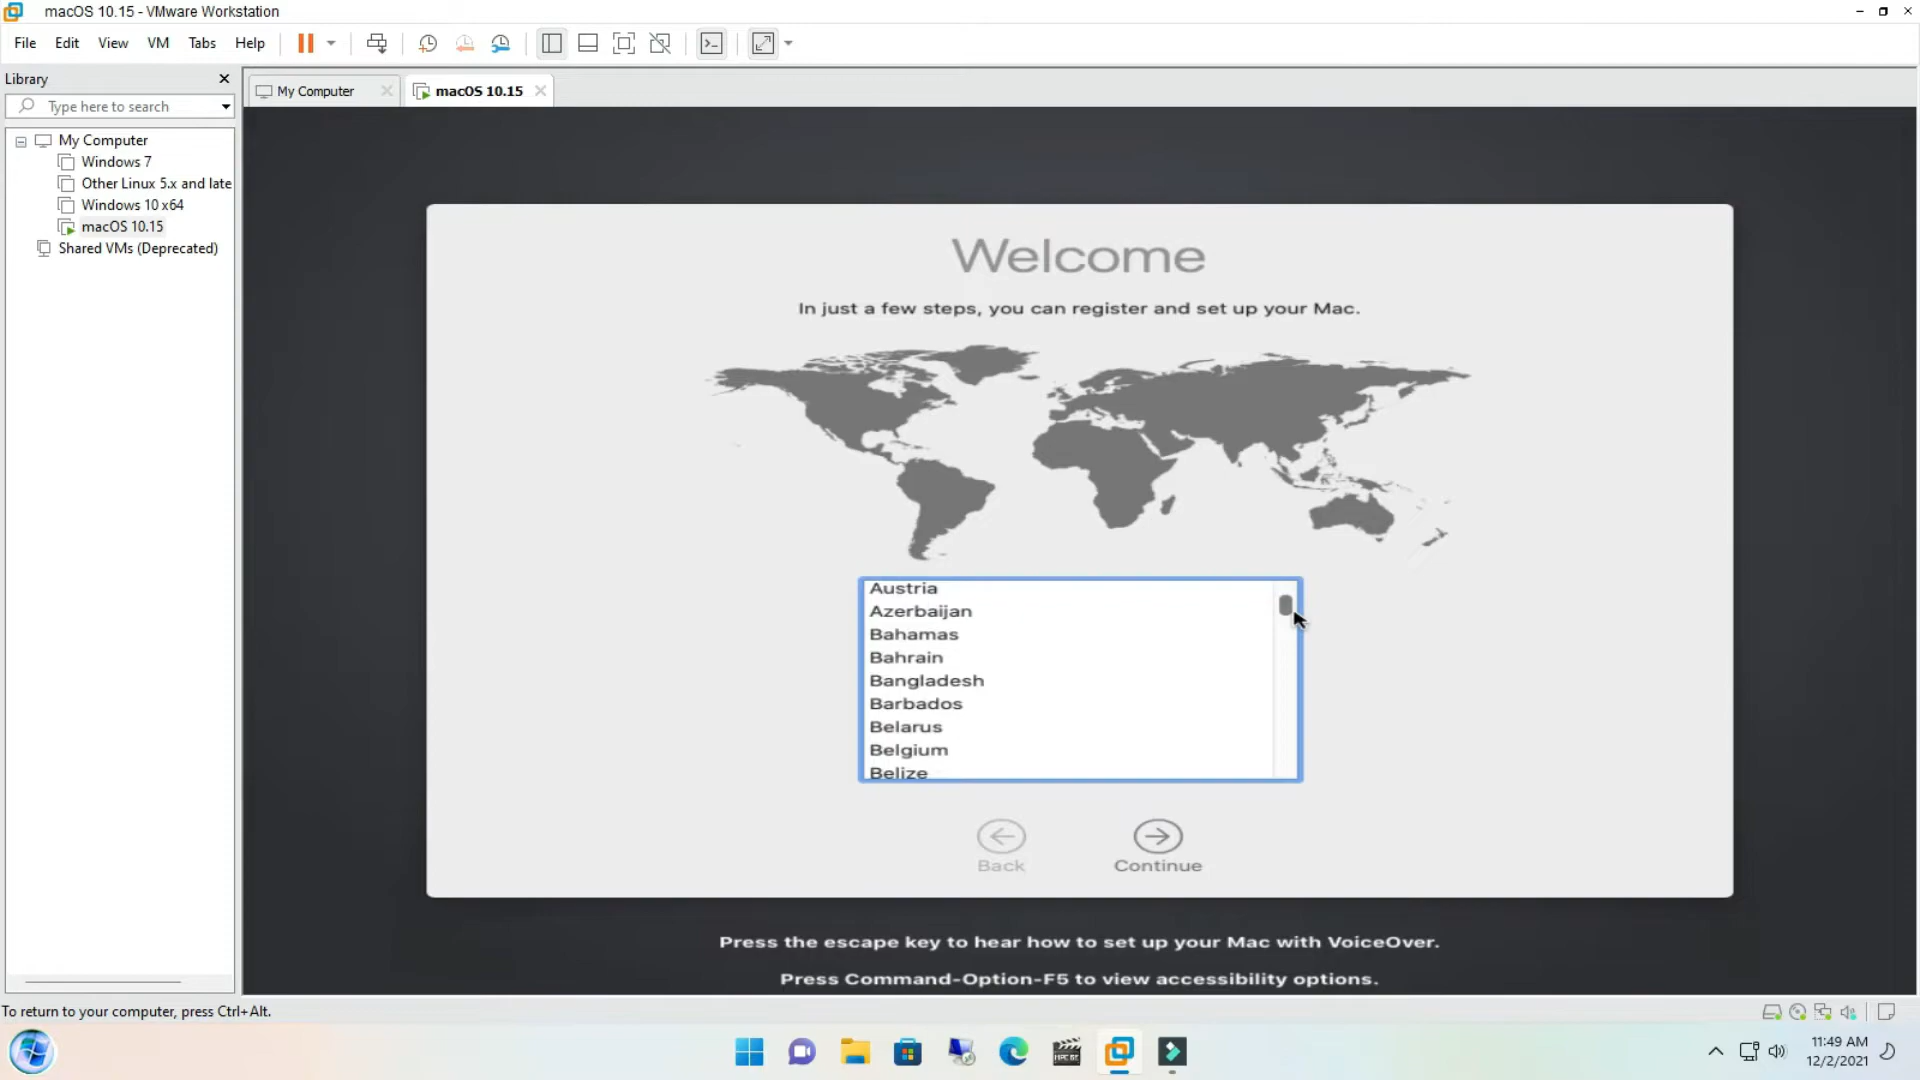 macOS 10.15 - VMware Workstation
File Edit View VM Tabs Help
Library
Type here to search
My Computer
Windows 7
Other Linux 5.x and late
Windows 10 x64
macOS 10.15
Shared VMs (Deprecated)
My Computer
macOS 10.15
Welcome
In just a few steps, you can register and set up your Mac.
Austria
Azerbaijan
Bahamas
Bahrain
Bangladesh
Barbados
Belarus
Belgium
Belize
Back
Continue
Press the escape key to hear how to set up your Mac with VoiceOver.
Press Command-Option-F5 to view accessibility options.
To return to your computer, press Ctrl+Alt.
11:49 AM
12/2/2021